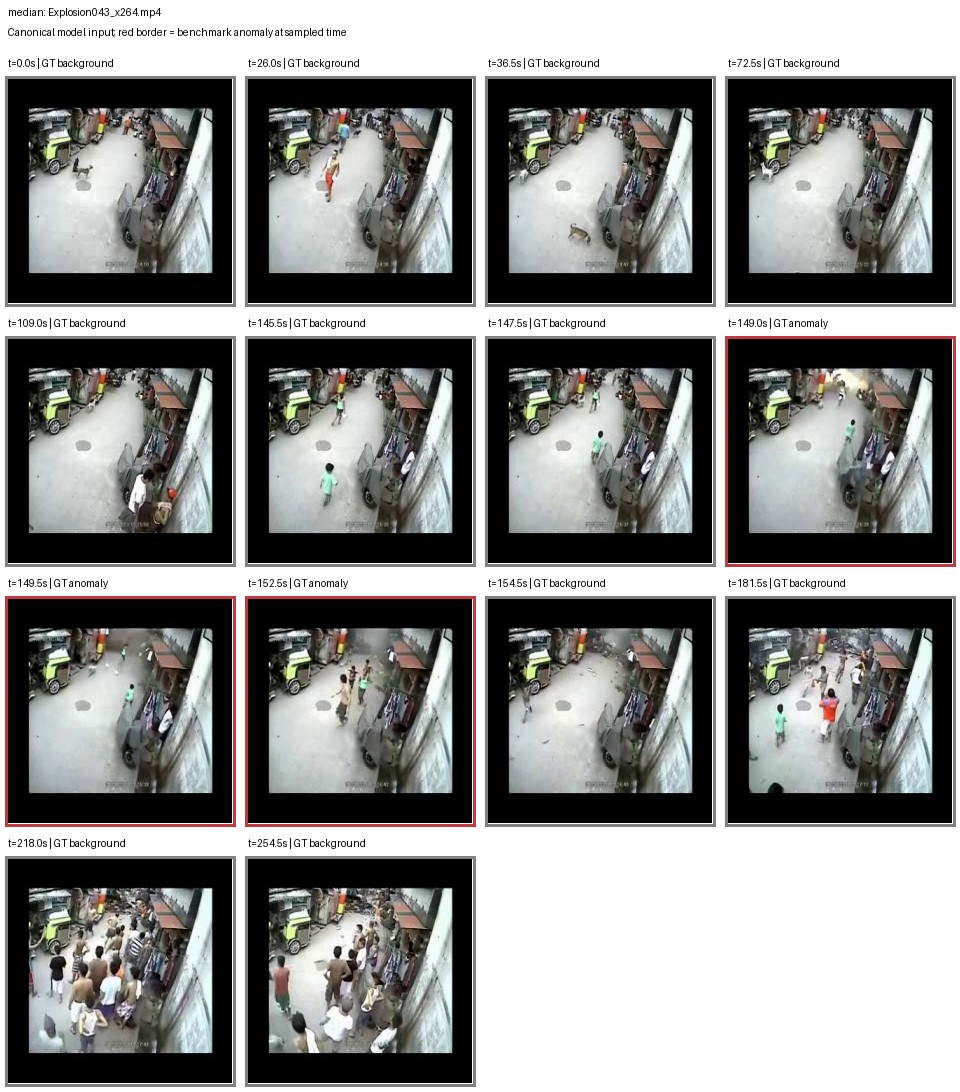 median: Explosion043_x264.mp4
Canonical model input; red border = benchmark anomaly at sampled time
t=0.0s | GT background
t=26.0s | GT background
t=36.5s | GT background
t=72.5s | GT background
t=109.0s | GT background
t=145.5s | GT background
t=147.5s | GT background
t=149.0s | GT anomaly
t=149.5s | GT anomaly
t=152.5s | GT anomaly
t=154.5s | GT background
t=181.5s | GT background
t=218.0s | GT background
t=254.5s | GT background